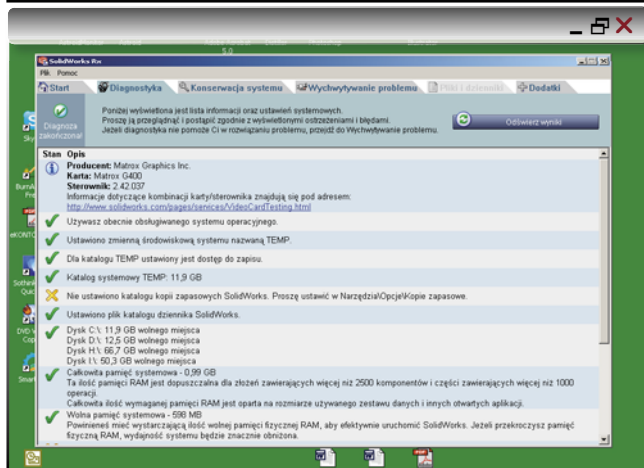 5.0
SolidWorks Rx
Plik Pomoc
Start Diagnostyka Konserwacja systemu Wychwytywanie problemu Pliki i dzienniki Dodatki
Diagnoza zakończona!
Poniżej wyświetlona jest lista informacji oraz ustawień systemowych.
Proszę ją przeglądnąć i postąpić zgodnie z wyświetlonymi ostrzeżeniami i błędami.
Jeżeli diagnostyka nie pomoże Ci w rozwiązaniu problemu, przejdź do Wychwytywanie problemu.
Odśwież wyniki
Stan Opis
Producent: Matrox Graphics Inc.
Karta: Matrox G400
Sterownik: 2.42.037
Informacje dotyczące kombinacji karty/sterownika znajdują się pod adresem:
http://www.solidworks.com/pages/services/VideoCardTesting.html
Używasz obecnie obsługiwanego systemu operacyjnego.
Ustawiono zmienną środowiskową systemu nazwaną TEMP.
Dla katalogu TEMP ustawiony jest dostęp do zapisu.
Katalog systemowy TEMP: 11,9 GB
Nie ustawiono katalogu kopii zapasowych SolidWorks. Proszę ustawić w Narzędzia\Opcje\Kopie zapasowe.
Ustawiono plik katalogu dziennika SolidWorks.
Dysk C:\: 11,9 GB wolnego miejsca
Dysk D:\: 12,5 GB wolnego miejsca
Dysk H:\: 66,7 GB wolnego miejsca
Dysk I:\: 50,3 GB wolnego miejsca
Całkowita pamięć systemowa - 0,99 GB
Ta ilość pamięci RAM jest dopuszczalna dla złożeń zawierających więcej niż 2500 komponentów i części zawierających więcej niż 1000
operacji.
Całkowita ilość wymaganej pamięci RAM jest oparta na rozmiarze używanego zestawu danych i innych otwartych aplikacji.
Wolna pamięć systemowa - 598 MB
Powinieneś mieć wystarczającą ilość wolnej pamięci fizycznej RAM, aby efektywnie uruchomić SolidWorks. Jeżeli przekroczysz pamięć
fizyczną RAM, wydajność systemu będzie znacznie obniżona.